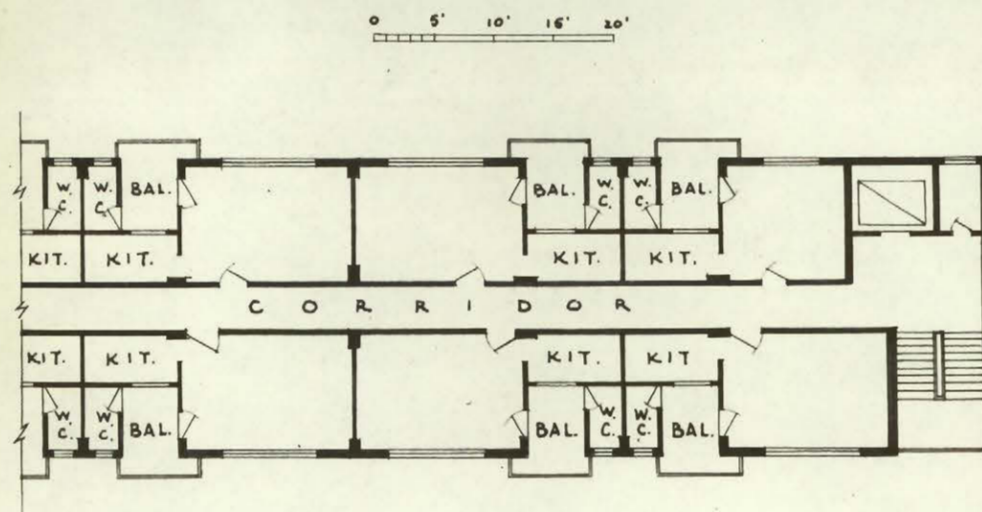 0 5' 10' 15' 20'
W. C. W. C. BAL. BAL. W. C. W. C. BAL.
KIT. KIT. KIT. KIT.
CORRIDOR
KIT. KIT. KIT. KIT
W. C. W. C. BAL. BAL. W. C. W. C. BAL.